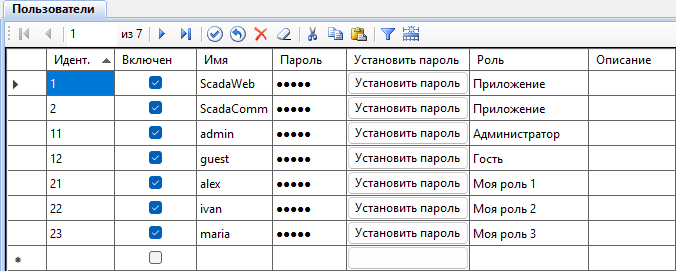 Пользователи
1 из 7
Идент. Включен Имя Пароль Установить пароль Роль Описание
1 ScadaWeb ●●●●● Установить пароль Приложение
2 ScadaComm ●●●●● Установить пароль Приложение
11 admin ●●●●● Установить пароль Администратор
12 guest ●●●●● Установить пароль Гость
21 alex ●●●●● Установить пароль Моя роль 1
22 ivan ●●●●● Установить пароль Моя роль 2
23 maria ●●●●● Установить пароль Моя роль 3